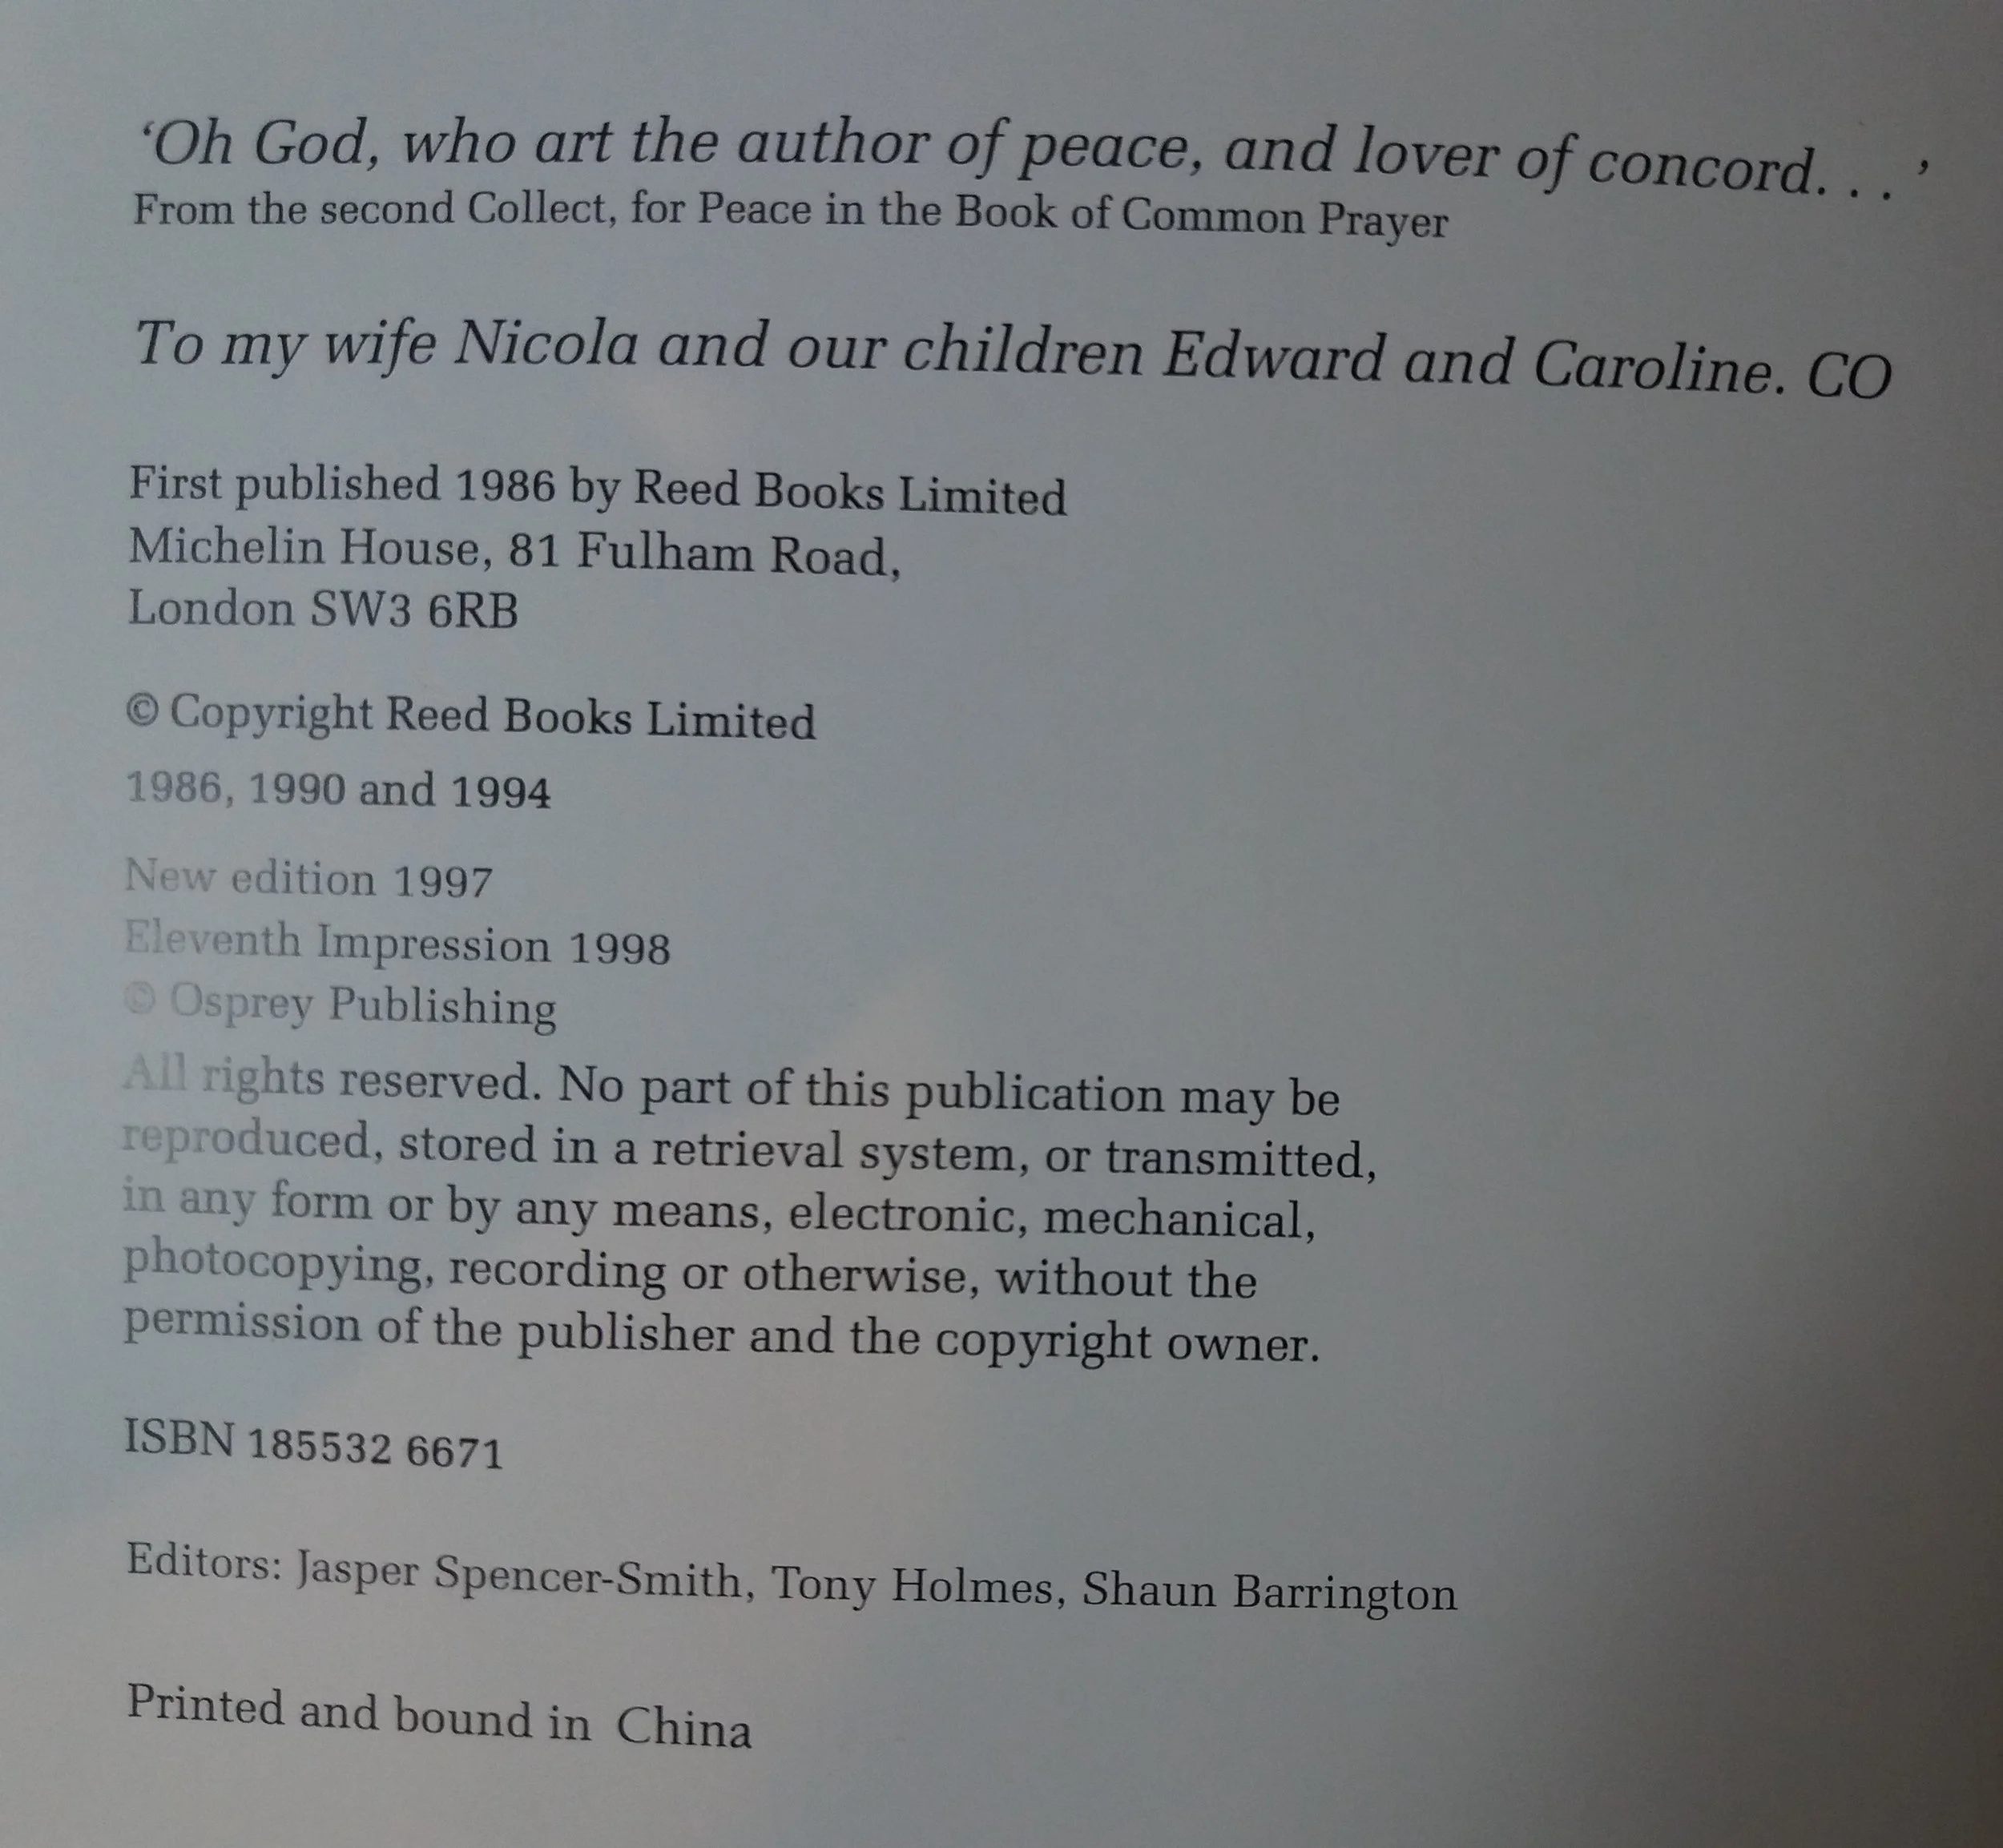 ‘Oh God, who art the author of peace, and lover of concord. . . ’
From the second Collect, for Peace in the Book of Common Prayer
To my wife Nicola and our children Edward and Caroline. CO
First published 1986 by Reed Books Limited
Michelin House, 81 Fulham Road,
London SW3 6RB
© Copyright Reed Books Limited
1986, 1990 and 1994
New edition 1997
Eleventh Impression 1998
© Osprey Publishing
All rights reserved. No part of this publication may be
reproduced, stored in a retrieval system, or transmitted,
in any form or by any means, electronic, mechanical,
photocopying, recording or otherwise, without the
permission of the publisher and the copyright owner.
ISBN 185532 6671
Editors: Jasper Spencer-Smith, Tony Holmes, Shaun Barrington
Printed and bound in China